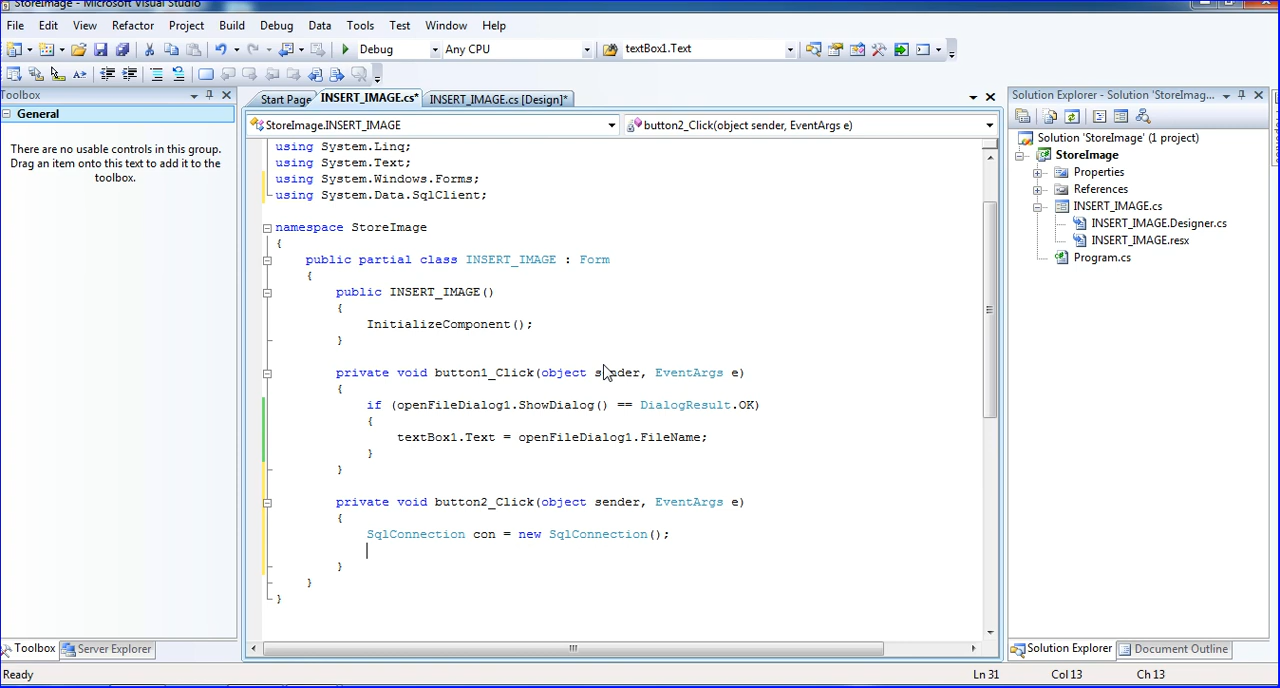 StoreImage - Microsoft Visual Studio
File Edit View Refactor Project Build Debug Data Tools Test Window Help
Debug Any CPU textBox1.Text
Toolbox
General
There are no usable controls in this group.
Drag an item onto this text to add it to the
toolbox.
Start Page INSERT_IMAGE.cs* INSERT_IMAGE.cs [Design]*
StoreImage.INSERT_IMAGE button2_Click(object sender, EventArgs e)
using System.Linq;
using System.Text;
using System.Windows.Forms;
using System.Data.SqlClient;
namespace StoreImage
{
public partial class INSERT_IMAGE : Form
{
public INSERT_IMAGE()
{
InitializeComponent();
}
private void button1_Click(object sender, EventArgs e)
{
if (openFileDialog1.ShowDialog() == DialogResult.OK)
{
textBox1.Text = openFileDialog1.FileName;
}
}
private void button2_Click(object sender, EventArgs e)
{
SqlConnection con = new SqlConnection();
}
}
}
Solution Explorer - Solution 'StoreImag...
Solution 'StoreImage' (1 project)
StoreImage
Properties
References
INSERT_IMAGE.cs
INSERT_IMAGE.Designer.cs
INSERT_IMAGE.resx
Program.cs
Toolbox Server Explorer
Solution Explorer Document Outline
Ready Ln 31 Col 13 Ch 13